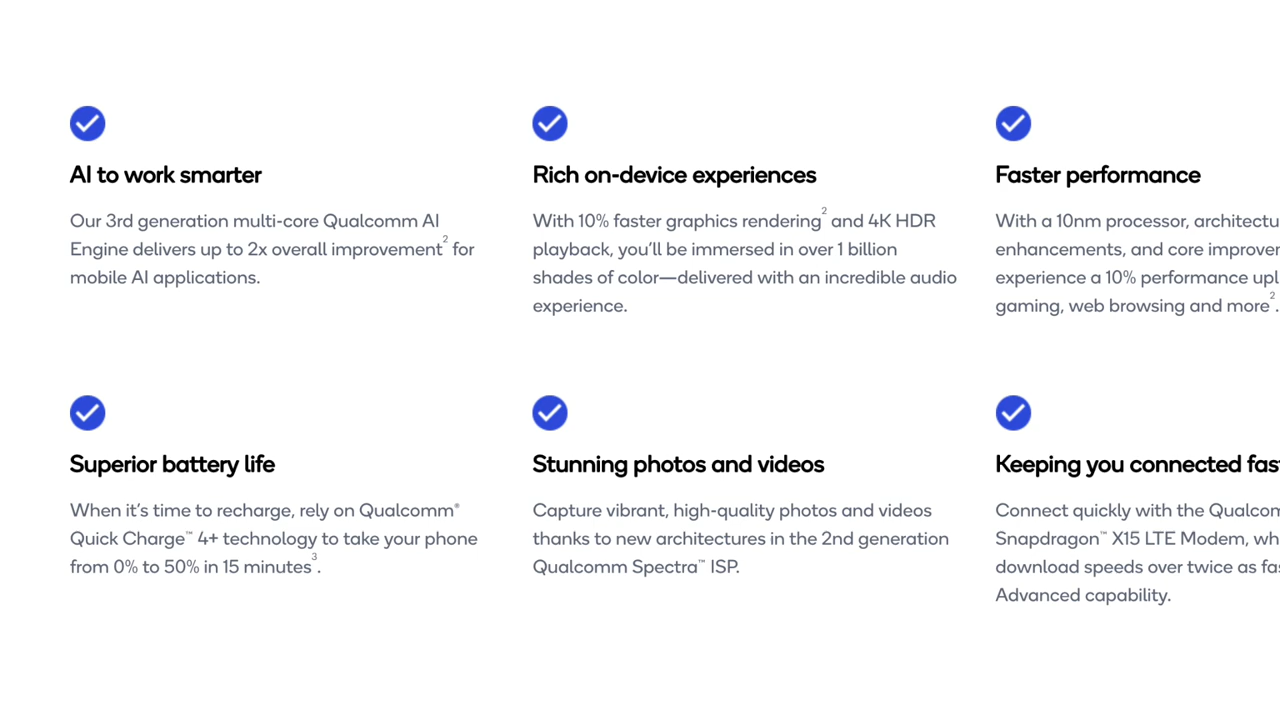 AI to work smarter
Our 3rd generation multi-core Qualcomm AI
Engine delivers up to 2x overall improvement² for
mobile AI applications.
Rich on-device experiences
With 10% faster graphics rendering² and 4K HDR
playback, you'll be immersed in over 1 billion
shades of color—delivered with an incredible audio
experience.
Faster performance
With a 10nm processor,
enhancements, and core
experience a 10% performance
gaming, web browsing and more².
Superior battery life
When it's time to recharge, rely on Qualcomm®
Quick Charge™ 4+ technology to take your phone
from 0% to 50% in 15 minutes³.
Stunning photos and videos
Capture vibrant, high-quality photos and videos
thanks to new architectures in the 2nd generation
Qualcomm Spectra™ ISP.
Keeping you connected
Connect quickly with the
Snapdragon™ X15 LTE Modem,
download speeds over twice as
Advanced capability.